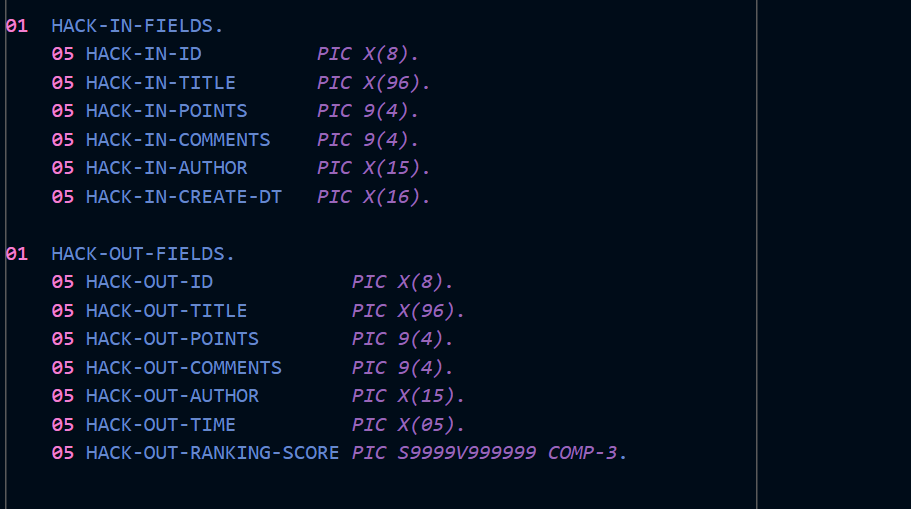 01  HACK-IN-FIELDS.
    05 HACK-IN-ID          PIC X(8).
    05 HACK-IN-TITLE       PIC X(96).
    05 HACK-IN-POINTS      PIC 9(4).
    05 HACK-IN-COMMENTS    PIC 9(4).
    05 HACK-IN-AUTHOR      PIC X(15).
    05 HACK-IN-CREATE-DT   PIC X(16).

01  HACK-OUT-FIELDS.
    05 HACK-OUT-ID            PIC X(8).
    05 HACK-OUT-TITLE         PIC X(96).
    05 HACK-OUT-POINTS        PIC 9(4).
    05 HACK-OUT-COMMENTS      PIC 9(4).
    05 HACK-OUT-AUTHOR        PIC X(15).
    05 HACK-OUT-TIME          PIC X(05).
    05 HACK-OUT-RANKING-SCORE PIC S9999V999999 COMP-3.